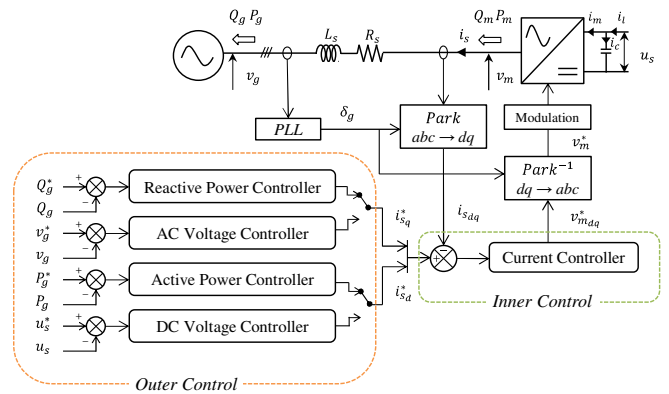 Q_g P_g
L_s
R_s
Q_m P_m
i_s
i_m
i_l
i_c
u_s
v_g
v_m
PLL
δ_g
Park
abc → dq
Modulation
v_m^*
Park^{-1}
dq → abc
Q_g^*
+
Reactive Power Controller
Q_g
−
v_g^*
+
AC Voltage Controller
v_g
−
P_g^*
+
Active Power Controller
P_g
−
u_s^*
+
DC Voltage Controller
u_s
−
i_{s_q}^*
i_{s_d}^*
i_{s_{dq}}
v_{m_{dq}}^*
+
−
Current Controller
Inner Control
Outer Control